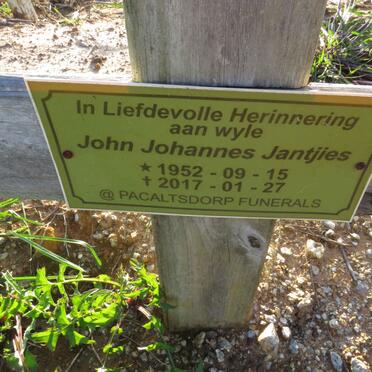 In Liefdevolle Herinnering
aan wyle
John Johannes Jantjies
★ 1952 - 09 - 15
✝ 2017 - 01 - 27
@ PACALTSDORP FUNERALS